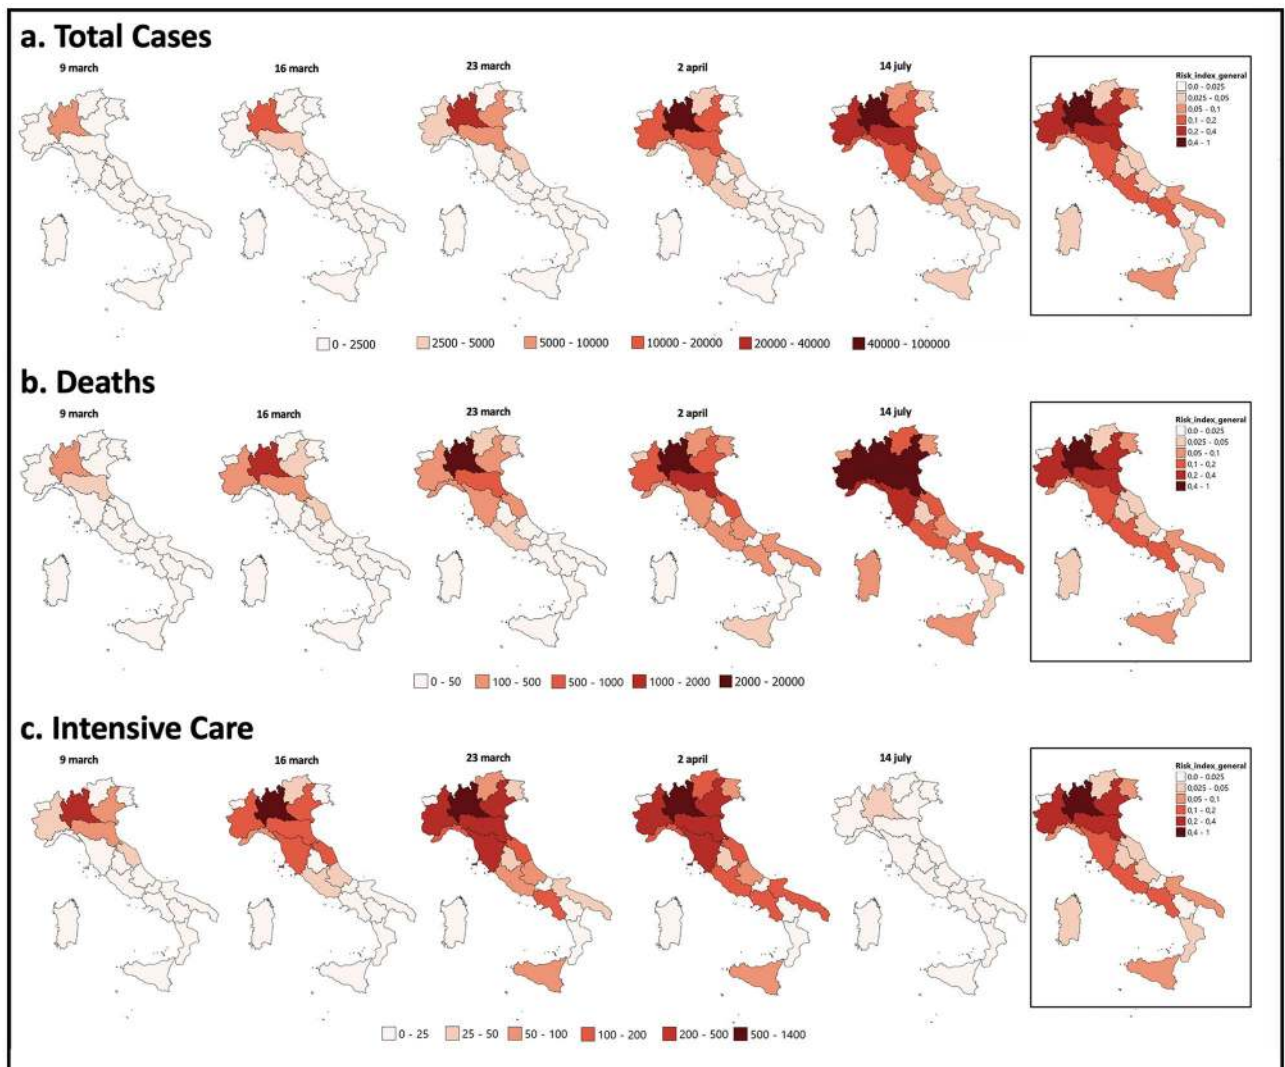 a. Total Cases
9 march
16 march
23 march
2 april
14 july
Risk_index_general
0.0 - 0.025
0,025 - 0,05
0,05 - 0,1
0,1 - 0,2
0,2 - 0,4
0,4 - 1
0 - 2500
2500 - 5000
5000 - 10000
10000 - 20000
20000 - 40000
40000 - 100000
b. Deaths
9 march
16 march
23 march
2 april
14 july
Risk_index_general
0.0 - 0.025
0,025 - 0,05
0,05 - 0,1
0,1 - 0,2
0,2 - 0,4
0,4 - 1
0 - 50
100 - 500
500 - 1000
1000 - 2000
2000 - 20000
c. Intensive Care
9 march
16 march
23 march
2 april
14 july
Risk_index_general
0.0 - 0.025
0,025 - 0,05
0,05 - 0,1
0,1 - 0,2
0,2 - 0,4
0,4 - 1
0 - 25
25 - 50
50 - 100
100 - 200
200 - 500
500 - 1400